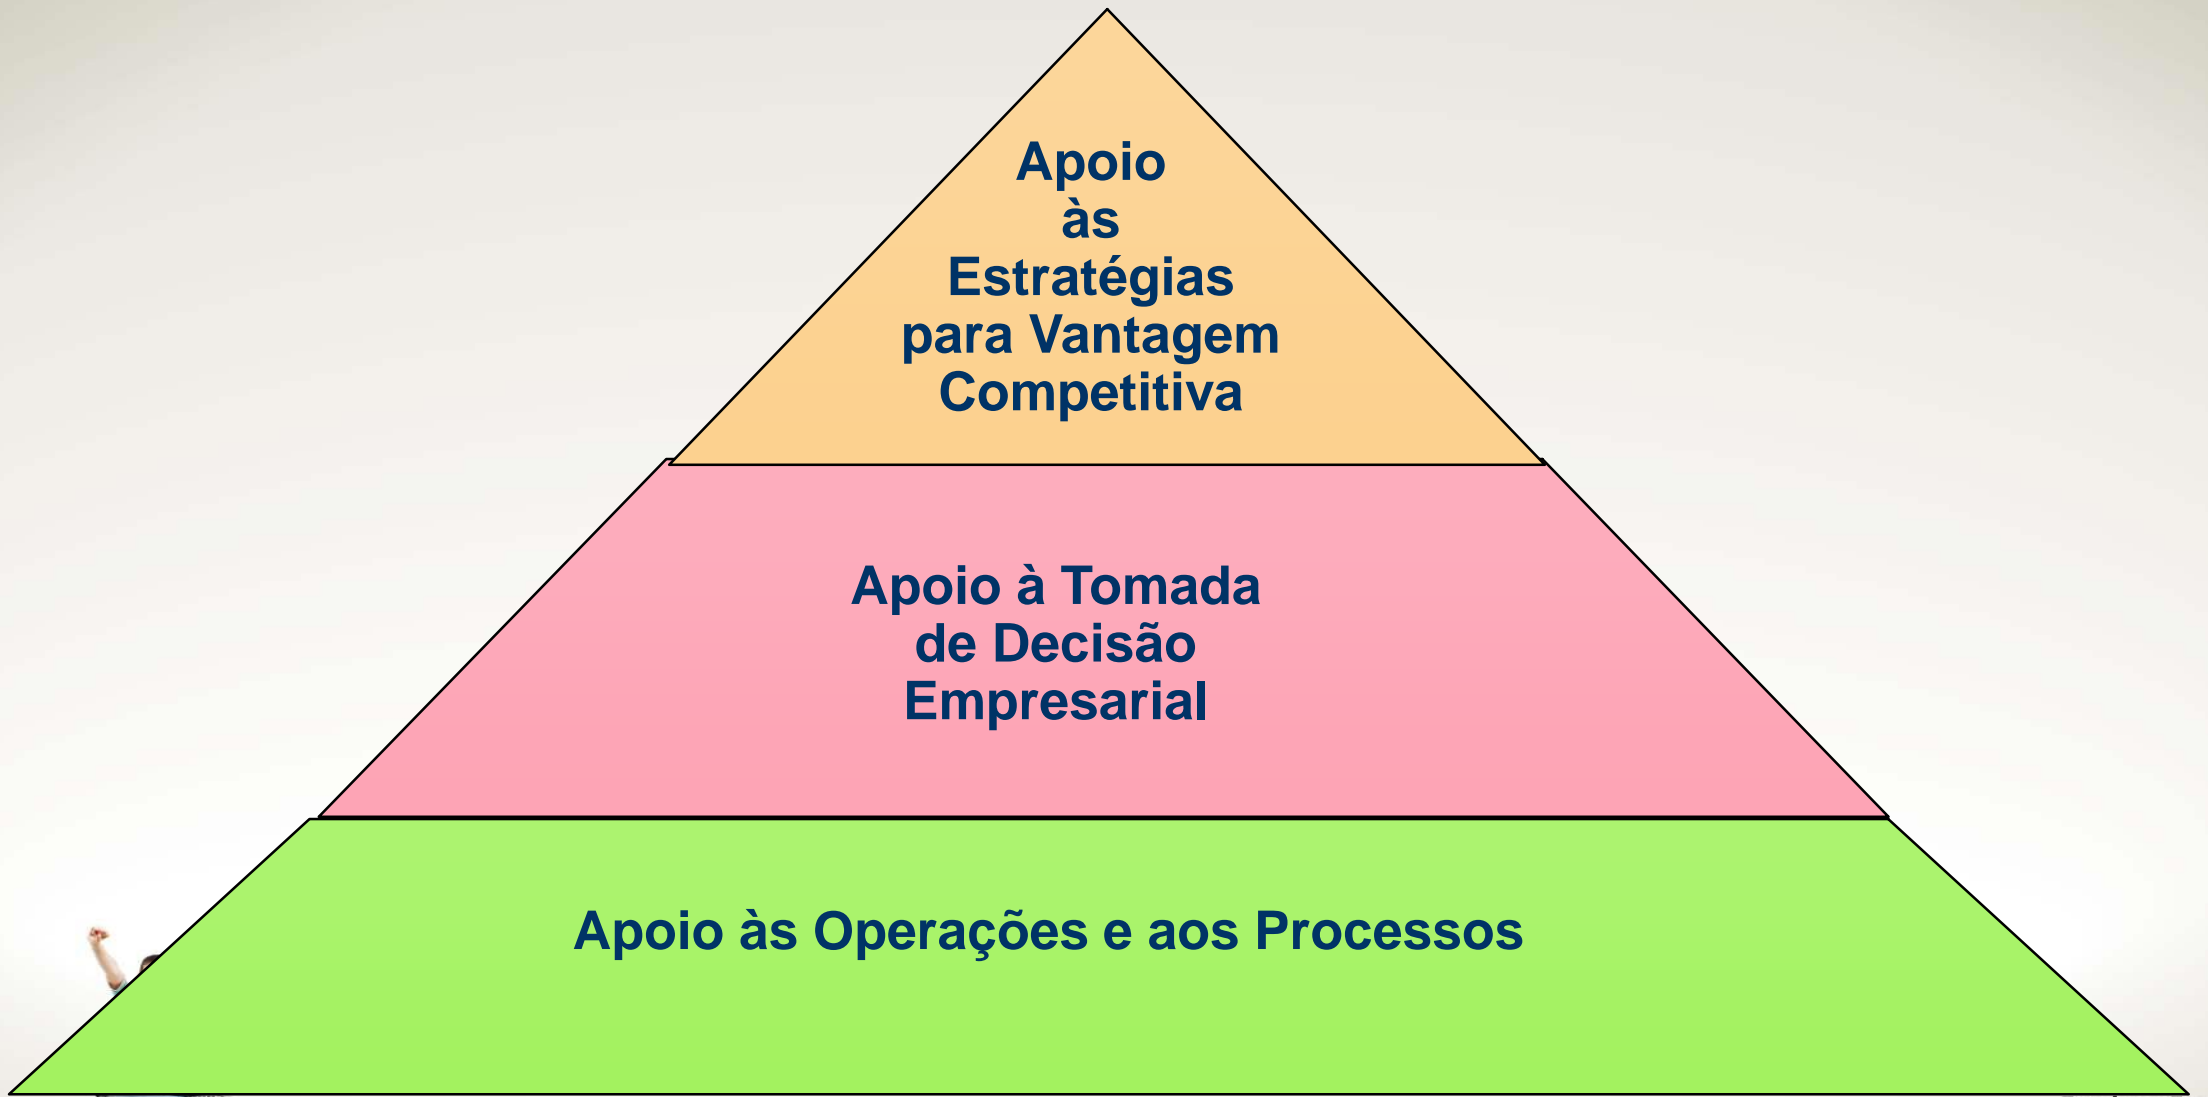 Apoio
às
Estratégias
para Vantagem
Competitiva
Apoio à Tomada
de Decisão
Empresarial
Apoio às Operações e aos Processos